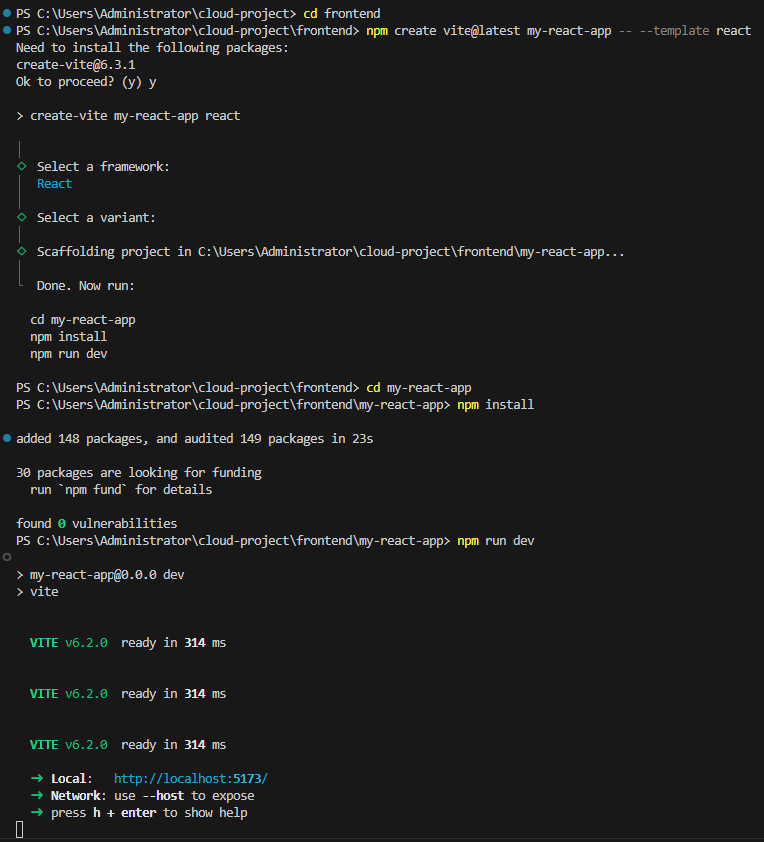 PS C:\Users\Administrator\cloud-project> cd frontend
PS C:\Users\Administrator\cloud-project\frontend> npm create vite@latest my-react-app -- --template react
Need to install the following packages:
create-vite@6.3.1
Ok to proceed? (y) y
> create-vite my-react-app react
Select a framework:
React
Select a variant:
Scaffolding project in C:\Users\Administrator\cloud-project\frontend\my-react-app...
Done. Now run:
cd my-react-app
npm install
npm run dev
PS C:\Users\Administrator\cloud-project\frontend> cd my-react-app
PS C:\Users\Administrator\cloud-project\frontend\my-react-app> npm install
added 148 packages, and audited 149 packages in 23s
30 packages are looking for funding
run `npm fund` for details
found 0 vulnerabilities
PS C:\Users\Administrator\cloud-project\frontend\my-react-app> npm run dev
> my-react-app@0.0.0 dev
> vite
VITE v6.2.0 ready in 314 ms
VITE v6.2.0 ready in 314 ms
VITE v6.2.0 ready in 314 ms
➜ Local: http://localhost:5173/
➜ Network: use --host to expose
➜ press h + enter to show help